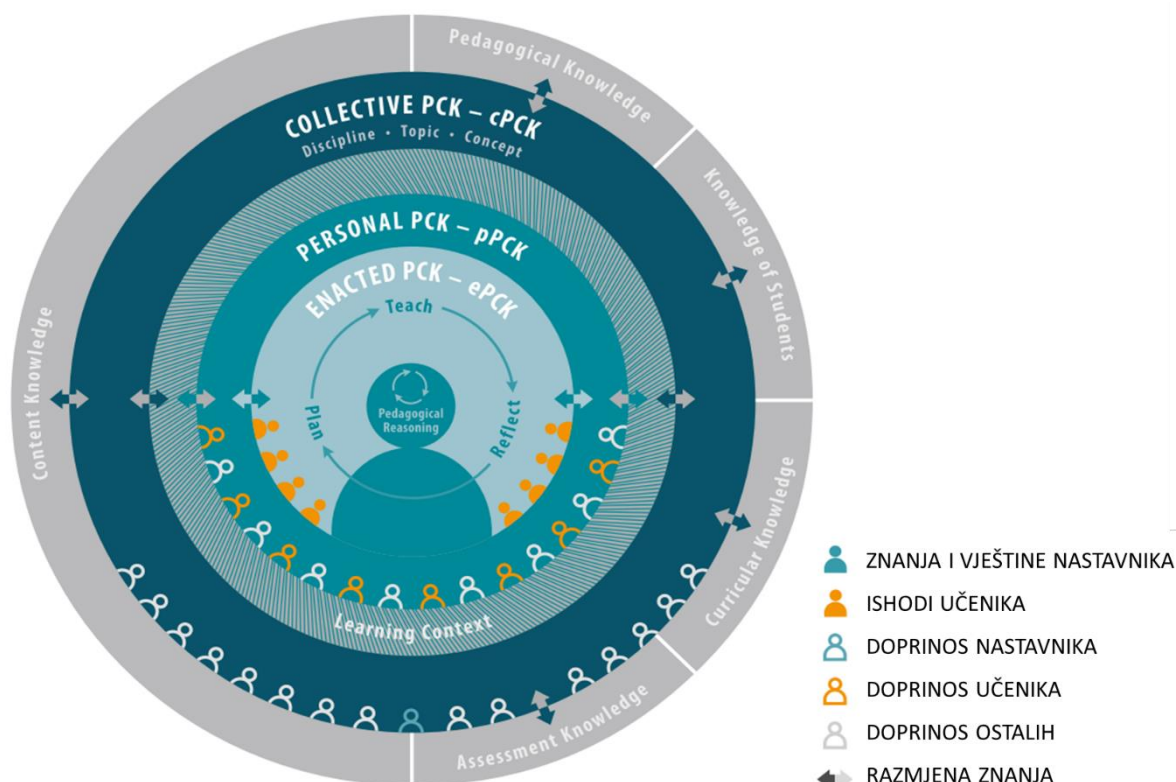 Pedagogical Knowledge
COLLECTIVE PCK – cPCK
Discipline • Topic • Concept
Knowledge of Students
PERSONAL PCK – pPCK
ENACTED PCK – ePCK
Teach
Content Knowledge
Plan
Pedagogical
Reasoning
Reflect
Curricular Knowledge
Learning Context
Assessment Knowledge
ZNANJA I VJEŠTINE NASTAVNIKA
ISHODI UČENIKA
DOPRINOS NASTAVNIKA
DOPRINOS UČENIKA
DOPRINOS OSTALIH
RAZMJENA ZNANJA